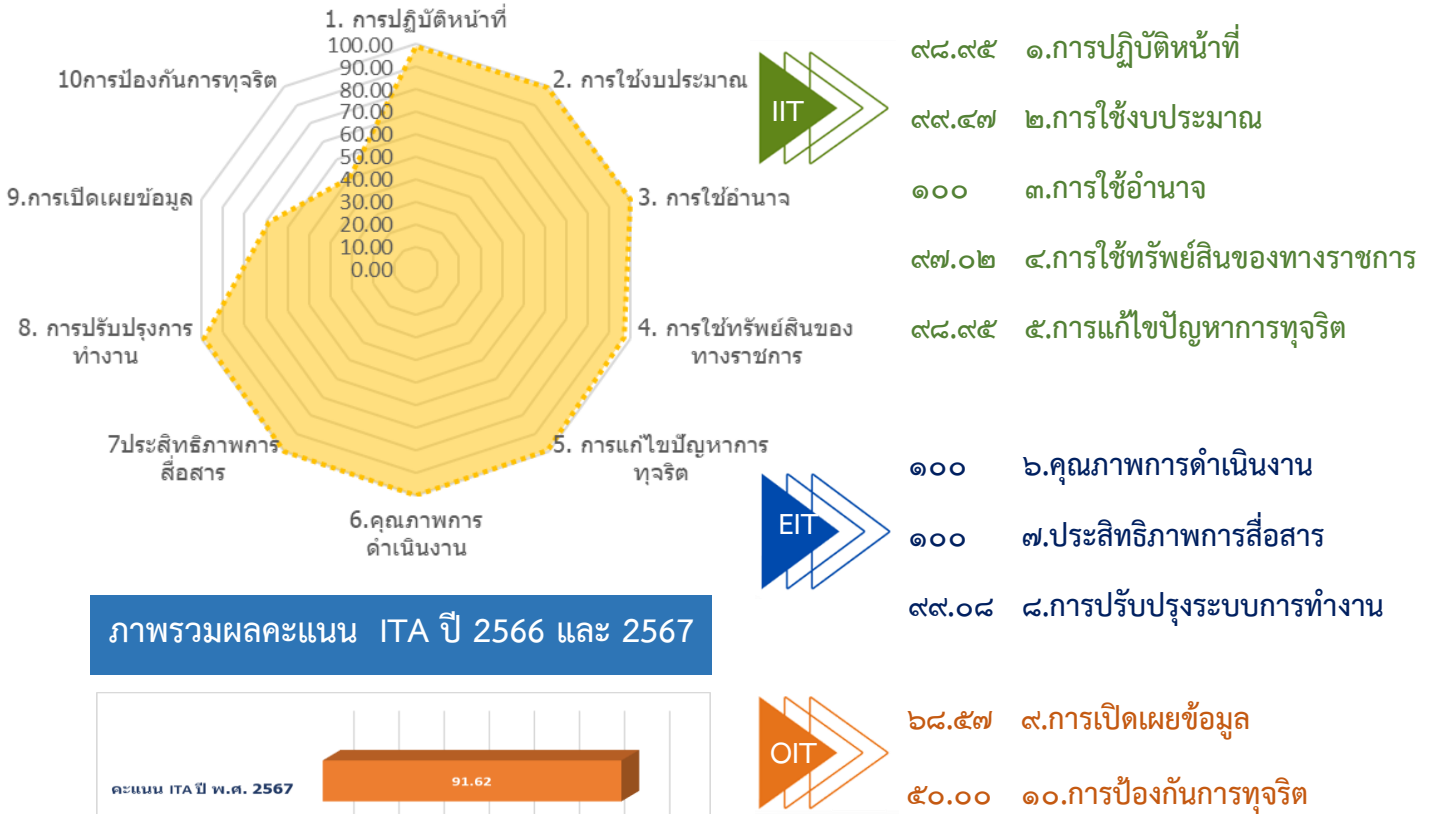 1. การปฏิบัติหน้าที่
100.00
90.00
80.00
70.00
60.00
50.00
40.00
30.00
20.00
10.00
0.00
2. การใช้งบประมาณ
3. การใช้อำนาจ
4. การใช้ทรัพย์สินของ
ทางราชการ
5. การแก้ไขปัญหาการ
ทุจริต
6.คุณภาพการ
ดำเนินงาน
7ประสิทธิภาพการ
สื่อสาร
8. การปรับปรุงการ
ทำงาน
9.การเปิดเผยข้อมูล
10การป้องกันการทุจริต
IIT
๙๘.๙๕ ๑.การปฏิบัติหน้าที่
๙๙.๔๗ ๒.การใช้งบประมาณ
๑๐๐ ๓.การใช้อำนาจ
๙๗.๐๒ ๔.การใช้ทรัพย์สินของทางราชการ
๙๘.๙๕ ๕.การแก้ไขปัญหาการทุจริต
EIT
๑๐๐ ๖.คุณภาพการดำเนินงาน
๑๐๐ ๗.ประสิทธิภาพการสื่อสาร
๙๙.๐๘ ๘.การปรับปรุงระบบการทำงาน
OIT
๖๘.๕๗ ๙.การเปิดเผยข้อมูล
๕๐.๐๐ ๑๐.การป้องกันการทุจริต
ภาพรวมผลคะแนน ITA ปี 2566 และ 2567
คะแนน ITA ปี พ.ศ. 2567
91.62